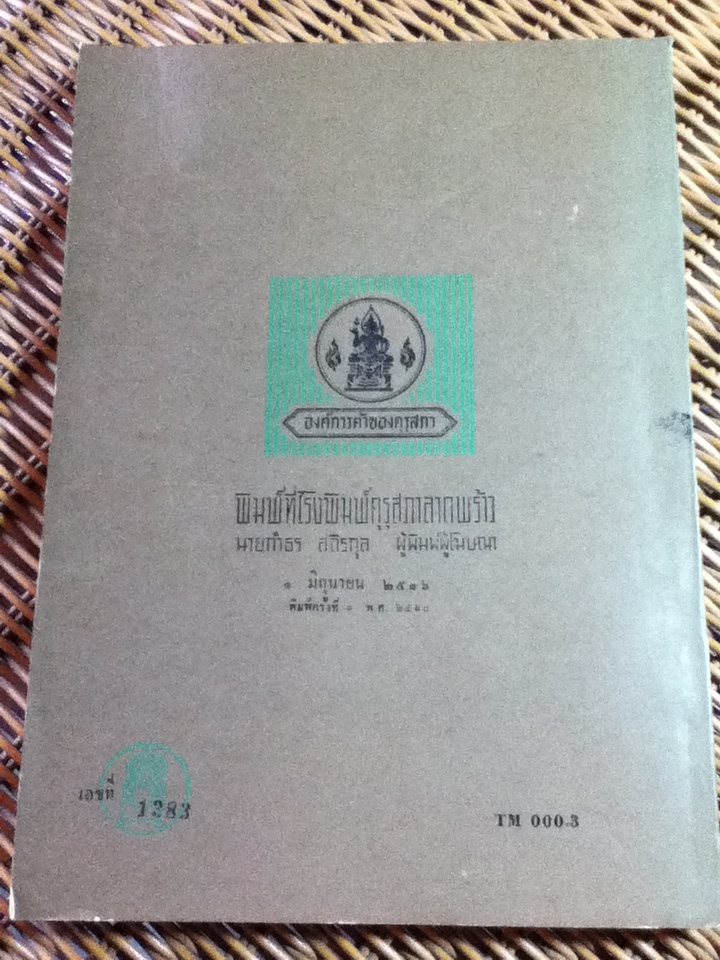 องค์การค้าของคุรุสภา
พิมพ์ที่โรงพิมพ์คุรุสภาลาดพร้าว
นายกำธร สถิรกุล ผู้พิมพ์ผู้โฆษณา
๑ มิถุนายน ๒๕๑๖
พิมพ์ครั้งที่ พ.ศ.
เลขที่ 1283
TM 000.3